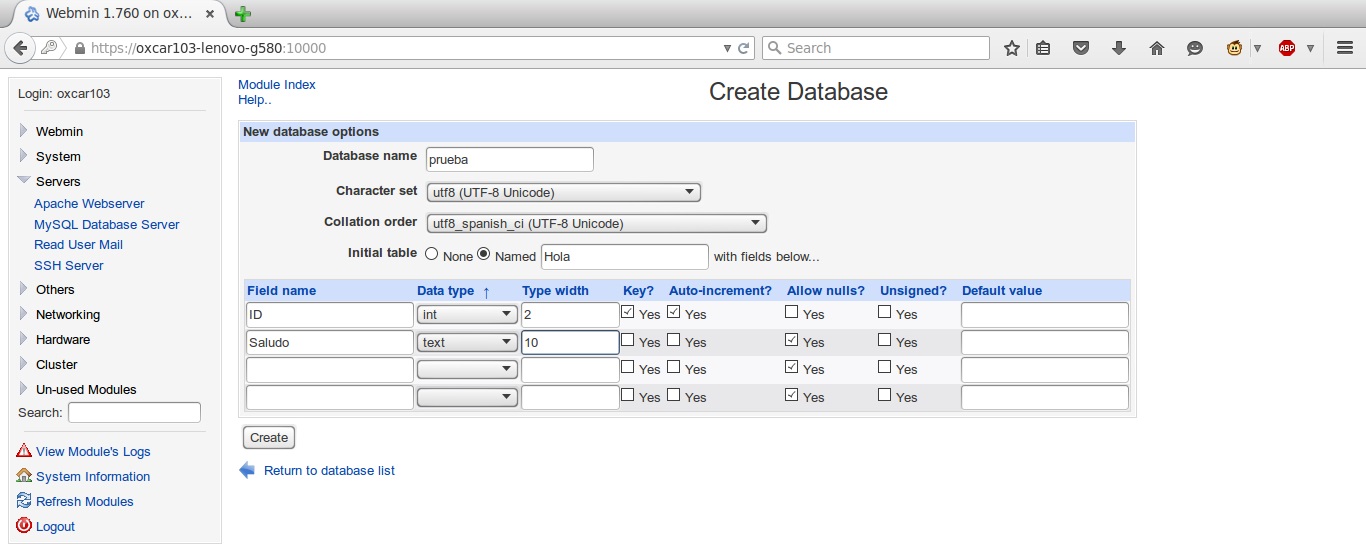 Webmin 1.760 on ox...
https://oxcar103-lenovo-g580:10000
Search
ABP
Login: oxcar103
Webmin
System
Servers
Apache Webserver
MySQL Database Server
Read User Mail
SSH Server
Others
Networking
Hardware
Cluster
Un-used Modules
Search:
View Module's Logs
System Information
Refresh Modules
Logout
Module Index
Help..
Create Database
New database options
Database name prueba
Character set utf8 (UTF-8 Unicode)
Collation order utf8_spanish_ci (UTF-8 Unicode)
Initial table None Named Hola with fields below...
Field name Data type ↑ Type width Key? Auto-increment? Allow nulls? Unsigned? Default value
ID int 2 Yes Yes Yes Yes
Saludo text 10 Yes Yes Yes Yes
Yes Yes Yes Yes
Yes Yes Yes Yes
Create
Return to database list